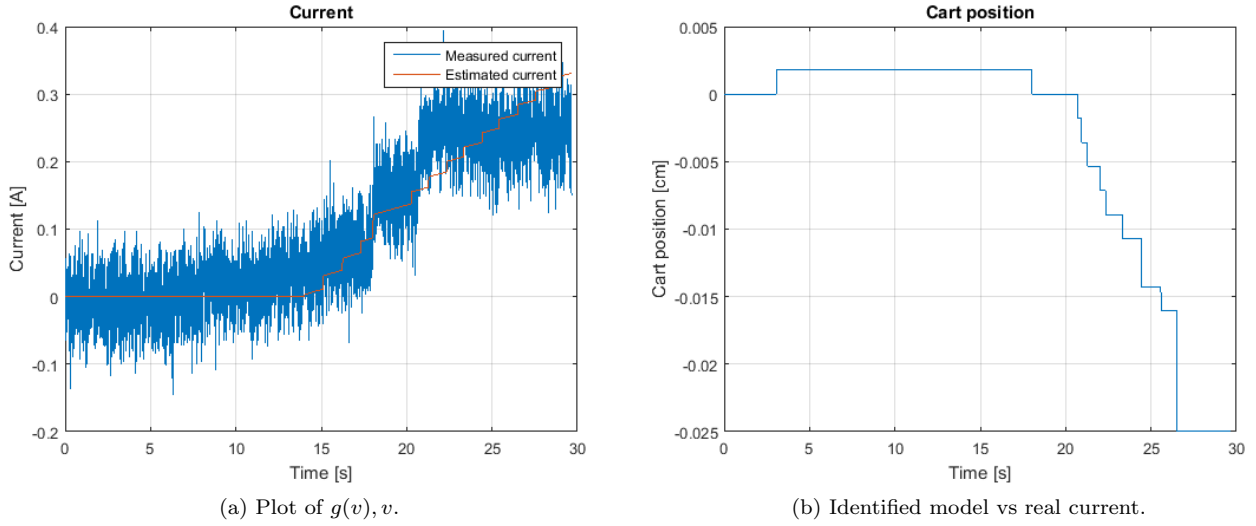 Current
0.4
0.3
0.2
0.1
0
-0.1
-0.2
Current [A]
Measured current
Estimated current
0 5 10 15 20 25 30
Time [s]
(a) Plot of g(v), v.
Cart position
0.005
0
-0.005
-0.01
-0.015
-0.02
-0.025
Cart position [cm]
0 5 10 15 20 25 30
Time [s]
(b) Identified model vs real current.